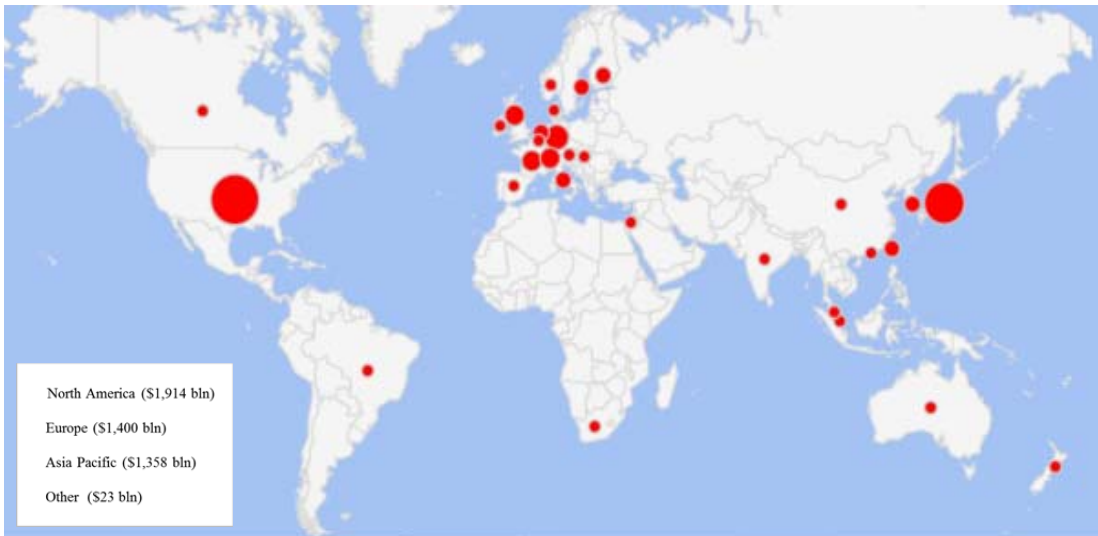 North America ($1,914 bln)
Europe ($1,400 bln)
Asia Pacific ($1,358 bln)
Other ($23 bln)